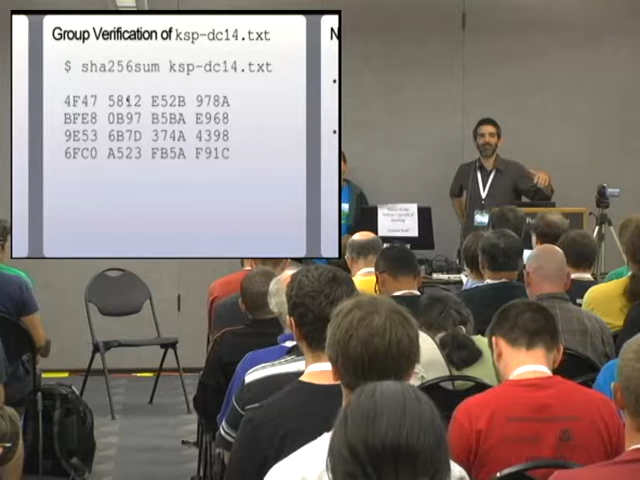 Group Verification of ksp-dc14.txt
N
$ sha256sum ksp-dc14.txt
4F47 5812 E52B 978A
BFE8 0B97 B5BA E968
9E53 6B7D 374A 4398
6FC0 A523 FB5A F91C